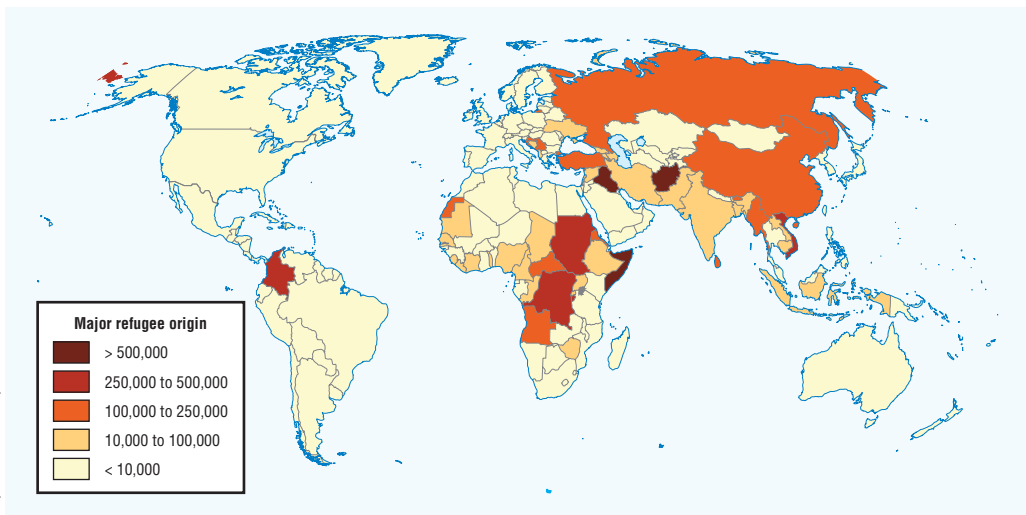 Major refugee origin
> 500,000
250,000 to 500,000
100,000 to 250,000
10,000 to 100,000
< 10,000